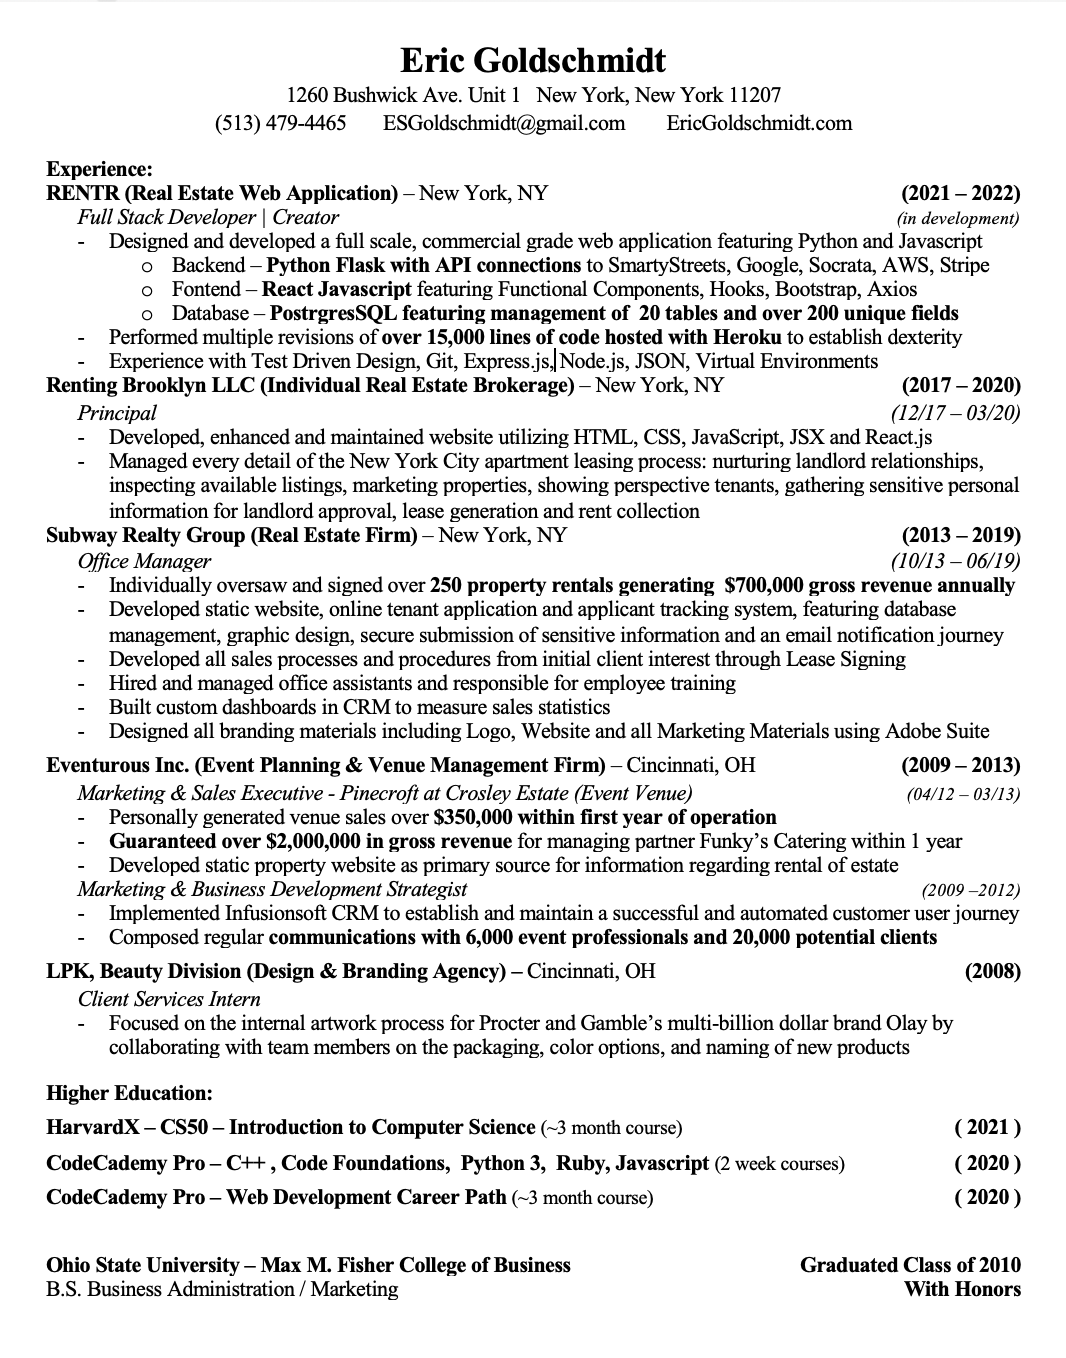 Eric Goldschmidt
1260 Bushwick Ave. Unit 1 New York, New York 11207
(513) 479-4465 ESGoldschmidt@gmail.com EricGoldschmidt.com
Experience:
RENTR (Real Estate Web Application) – New York, NY (2021 – 2022)
Full Stack Developer | Creator (in development)
- Designed and developed a full scale, commercial grade web application featuring Python and Javascript
o Backend – Python Flask with API connections to SmartyStreets, Google, Socrata, AWS, Stripe
o Fontend – React Javascript featuring Functional Components, Hooks, Bootstrap, Axios
o Database – PostrgresSQL featuring management of 20 tables and over 200 unique fields
- Performed multiple revisions of over 15,000 lines of code hosted with Heroku to establish dexterity
- Experience with Test Driven Design, Git, Express.js, Node.js, JSON, Virtual Environments
Renting Brooklyn LLC (Individual Real Estate Brokerage) – New York, NY (2017 – 2020)
Principal (12/17 – 03/20)
- Developed, enhanced and maintained website utilizing HTML, CSS, JavaScript, JSX and React.js
- Managed every detail of the New York City apartment leasing process: nurturing landlord relationships,
inspecting available listings, marketing properties, showing perspective tenants, gathering sensitive personal
information for landlord approval, lease generation and rent collection
Subway Realty Group (Real Estate Firm) – New York, NY (2013 – 2019)
Office Manager (10/13 – 06/19)
- Individually oversaw and signed over 250 property rentals generating $700,000 gross revenue annually
- Developed static website, online tenant application and applicant tracking system, featuring database
management, graphic design, secure submission of sensitive information and an email notification journey
- Developed all sales processes and procedures from initial client interest through Lease Signing
- Hired and managed office assistants and responsible for employee training
- Built custom dashboards in CRM to measure sales statistics
- Designed all branding materials including Logo, Website and all Marketing Materials using Adobe Suite
Eventurous Inc. (Event Planning & Venue Management Firm) – Cincinnati, OH (2009 – 2013)
Marketing & Sales Executive - Pinecroft at Crosley Estate (Event Venue) (04/12 – 03/13)
- Personally generated venue sales over $350,000 within first year of operation
- Guaranteed over $2,000,000 in gross revenue for managing partner Funky’s Catering within 1 year
- Developed static property website as primary source for information regarding rental of estate
Marketing & Business Development Strategist (2009 –2012)
- Implemented Infusionsoft CRM to establish and maintain a successful and automated customer user journey
- Composed regular communications with 6,000 event professionals and 20,000 potential clients
LPK, Beauty Division (Design & Branding Agency) – Cincinnati, OH (2008)
Client Services Intern
- Focused on the internal artwork process for Procter and Gamble’s multi-billion dollar brand Olay by
collaborating with team members on the packaging, color options, and naming of new products
Higher Education:
HarvardX – CS50 – Introduction to Computer Science (~3 month course) ( 2021 )
CodeCademy Pro – C++ , Code Foundations, Python 3, Ruby, Javascript (2 week courses) ( 2020 )
CodeCademy Pro – Web Development Career Path (~3 month course) ( 2020 )
Ohio State University – Max M. Fisher College of Business Graduated Class of 2010
B.S. Business Administration / Marketing With Honors